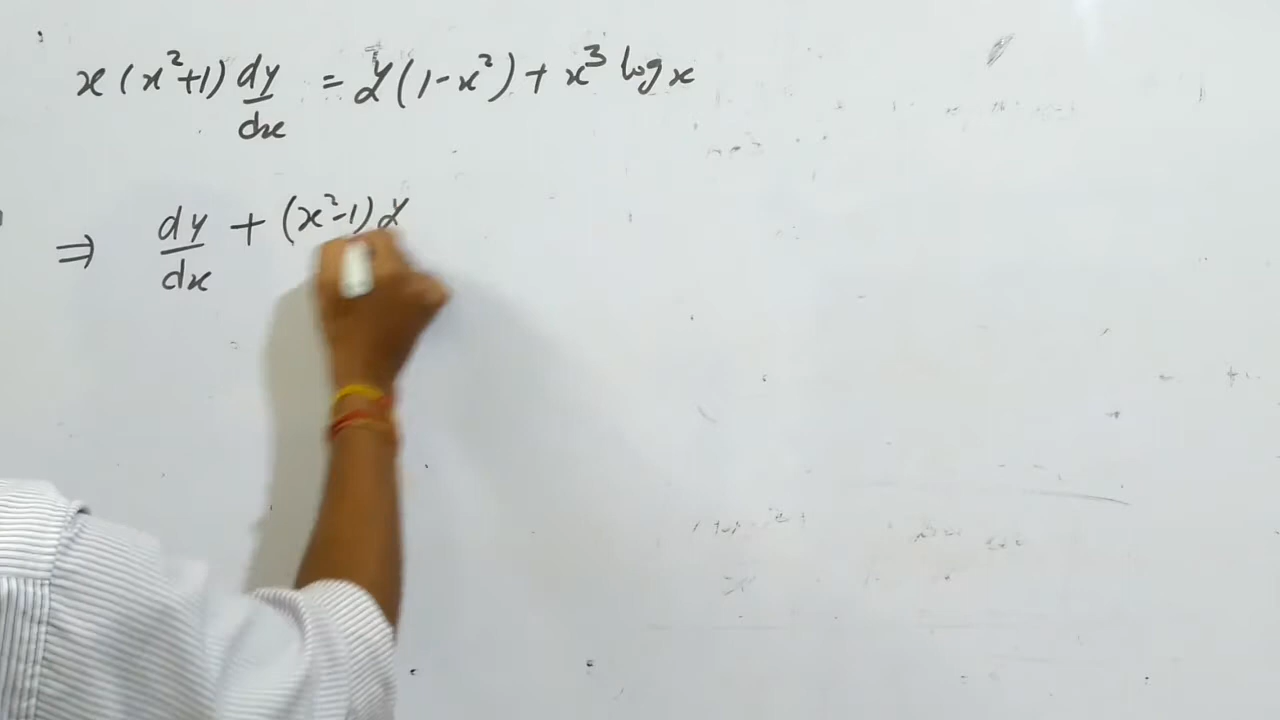 x(x²+1) dy/dx = y(1-x²) + x³ log x
⇒ dy/dx + (x²-1)y